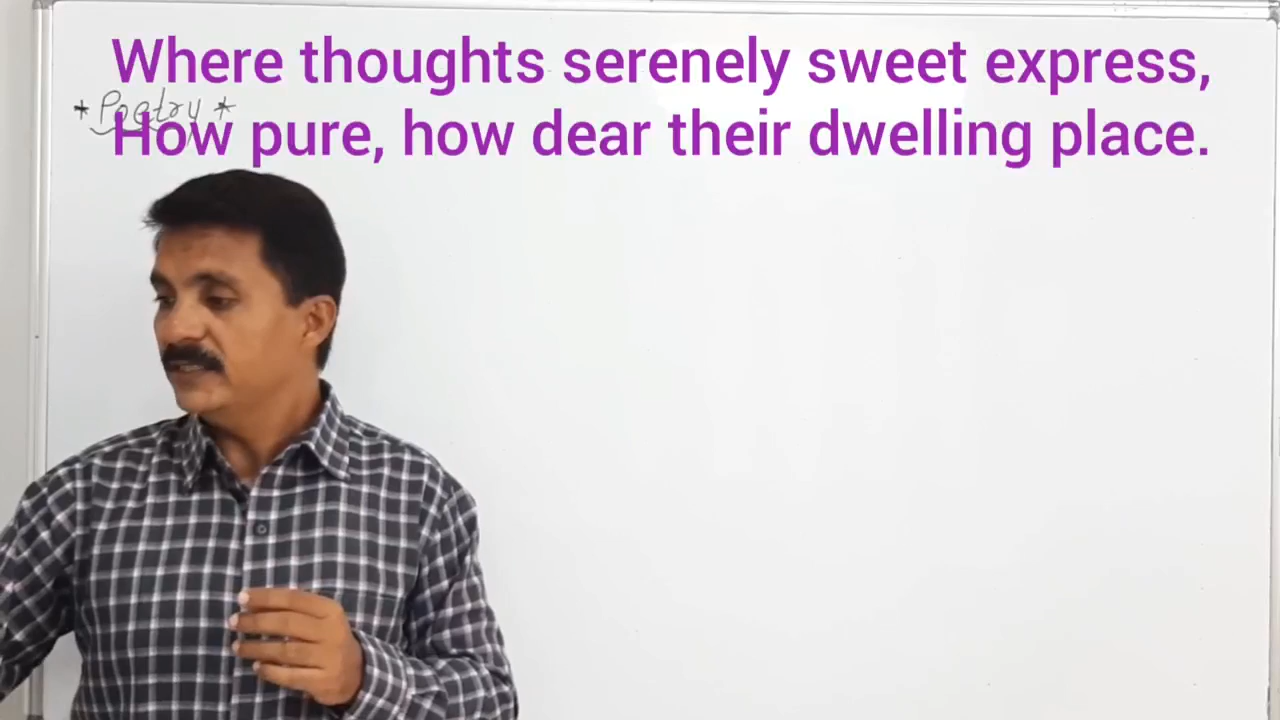 Where thoughts serenely sweet express,
* Poetry *
How pure, how dear their dwelling place.